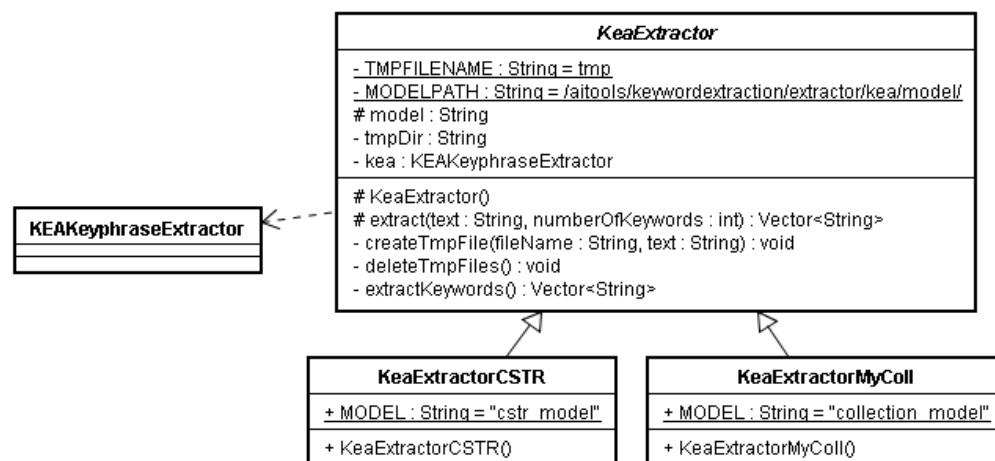 KeaExtractor
- TMPFILENAME : String = tmp
- MODELPATH : String = /aitools/keywordextraction/extractor/kea/model/
# model : String
- tmpDir : String
- kea : KEAKeyphraseExtractor
# KeaExtractor()
# extract(text : String, numberOfKeywords : int) : Vector<String>
- createTmpFile(fileName : String, text : String) : void
- deleteTmpFiles() : void
- extractKeywords() : Vector<String>
KEAKeyphraseExtractor
KeaExtractorCSTR
+ MODEL : String = "cstr_model"
+ KeaExtractorCSTR()
KeaExtractorMyColl
+ MODEL : String = "collection_model"
+ KeaExtractorMyColl()